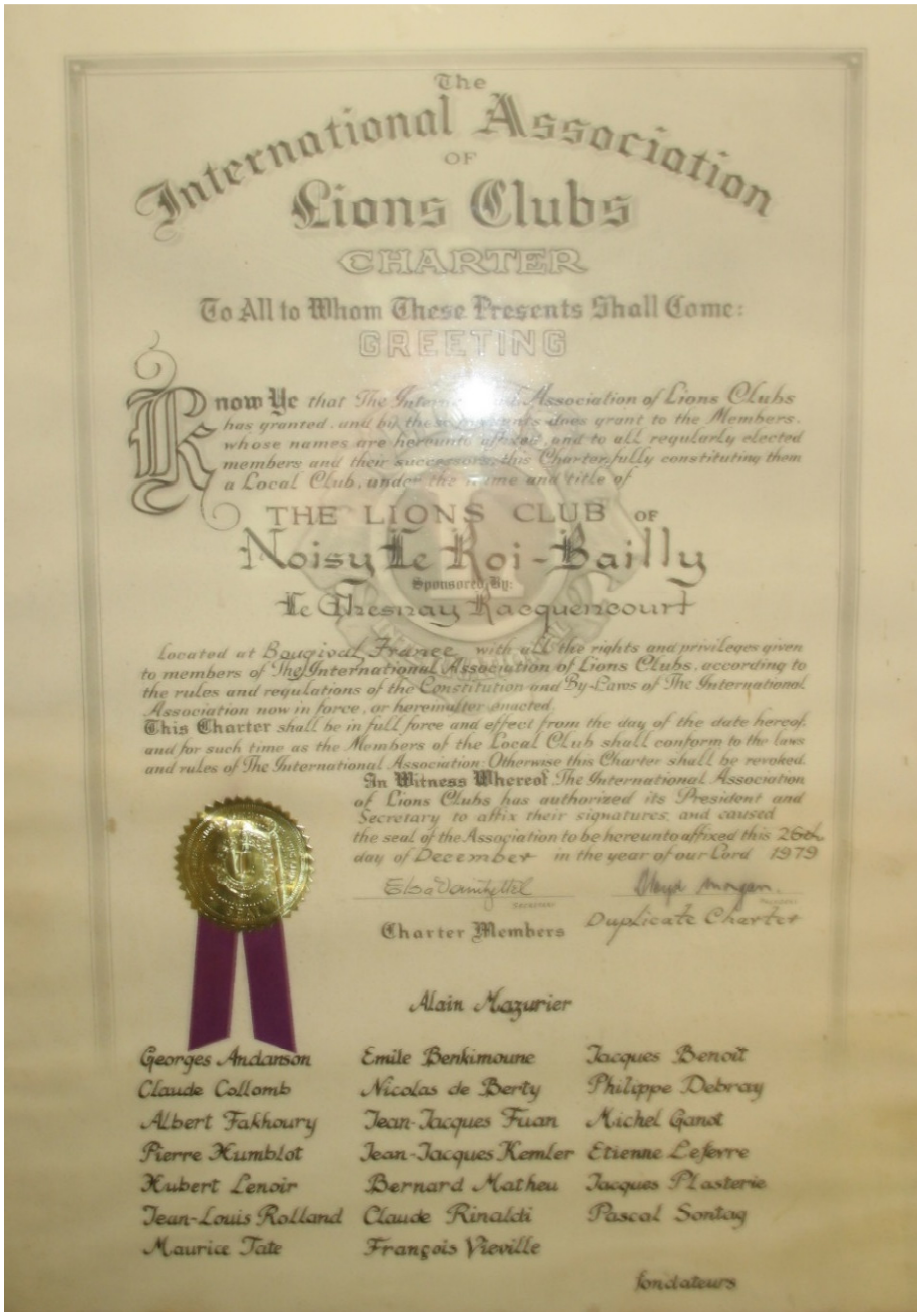 The
International Association
OF
Lions Clubs
CHARTER
To All to Whom These Presents Shall Come:
GREETING
Know Ye that The International Association of Lions Clubs
has granted, and by these presents does grant to the Members,
whose names are hereunto affixed, and to all regularly elected
members and their successors, this Charter, fully constituting them
a Local Club, under the name and title of
THE LIONS CLUB OF
Noisy Le Roi-Bailly
Sponsored By:
Le Chesnay Racquencourt
Located at Bougival, France with all the rights and privileges given
to members of The International Association of Lions Clubs, according to
the rules and regulations of the Constitution and By-Laws of The International
Association now in force, or hereinafter enacted.
This Charter shall be in full force and effect from the day of the date hereof,
and for such time as the Members of the Local Club shall conform to the laws
and rules of The International Association: Otherwise this Charter shall be revoked.
In Witness Whereof The International Association
of Lions Clubs has authorized its President and
Secretary to affix their signatures, and caused
the seal of the Association to be hereunto affixed this 26th
day of December in the year of our Lord 1979
Lloyd Morgan
SECRETARY PRESIDENT
Charter Members Duplicate Charter
Alain Mazurier
Georges Andanson Emile Benkimoune Jacques Benoit
Claude Collomb Nicolas de Berty Philippe Debray
Albert Fakhoury Jean-Jacques Fuan Michel Ganot
Pierre Humblot Jean-Jacques Kemler Etienne Lefevre
Hubert Lenoir Bernard Matheu Jacques Plasterie
Jean-Louis Rolland Claude Rinaldi Pascal Sontag
Maurice Tate François Vieville
fondateurs